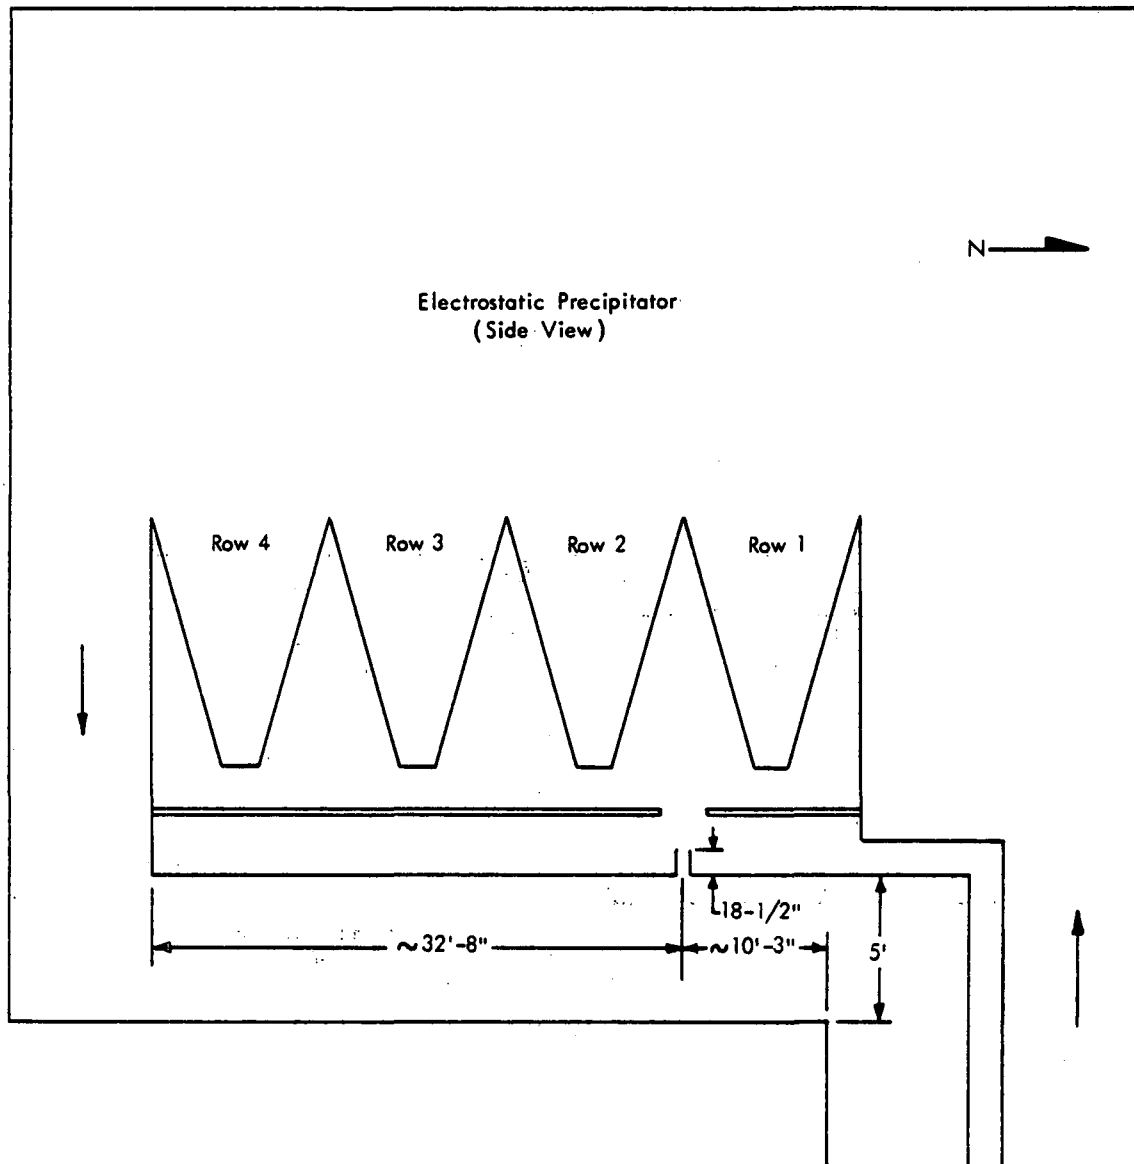 N
Electrostatic Precipitator
(Side View)
Row 4
Row 3
Row 2
Row 1
18-1/2"
~32'-8"
~10'-3"
5'